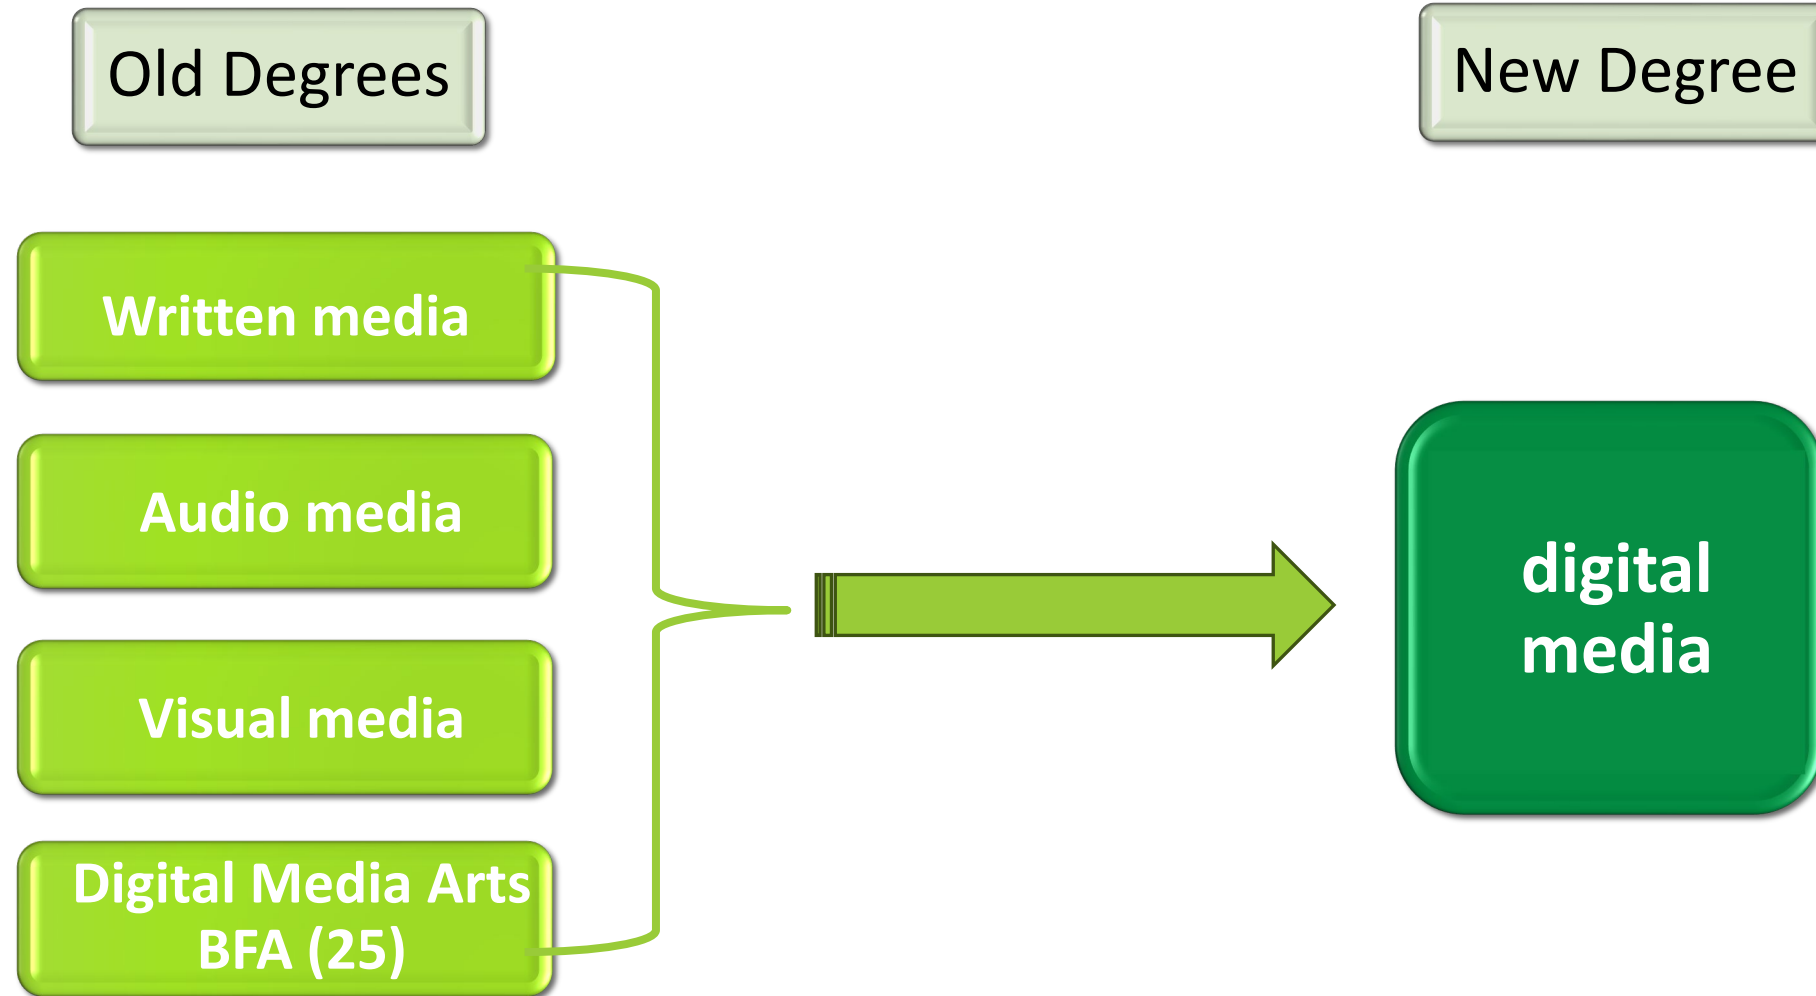 Old Degrees
New Degree
Written media
Audio media
Visual media
Digital Media Arts
BFA (25)
digital
media